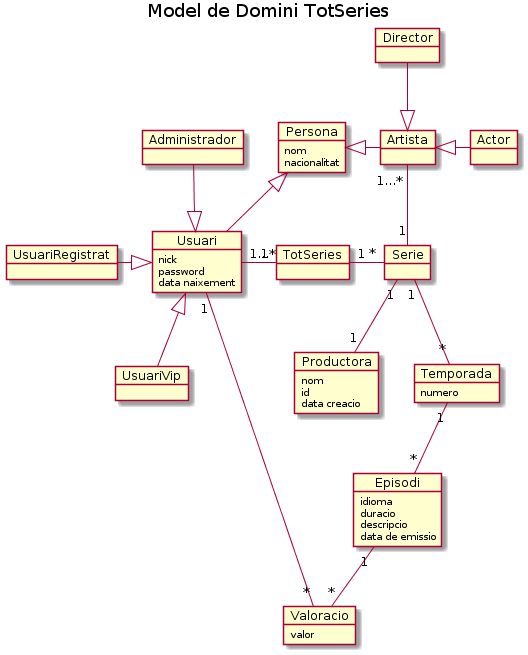 Model de Domini TotSeries
Director
Persona
nom
nacionalitat
Administrador
Artista
Actor
1...*
1
UsuariRegistrat
Usuari
nick
password
data naixement
TotSeries
1 *
Serie
1
1
1
1
*
UsuariVip
Productora
nom
id
data creacio
Temporada
numero
1
*
Episodi
idioma
duracio
descripcio
data de emissio
1
*
*
Valoracio
valor